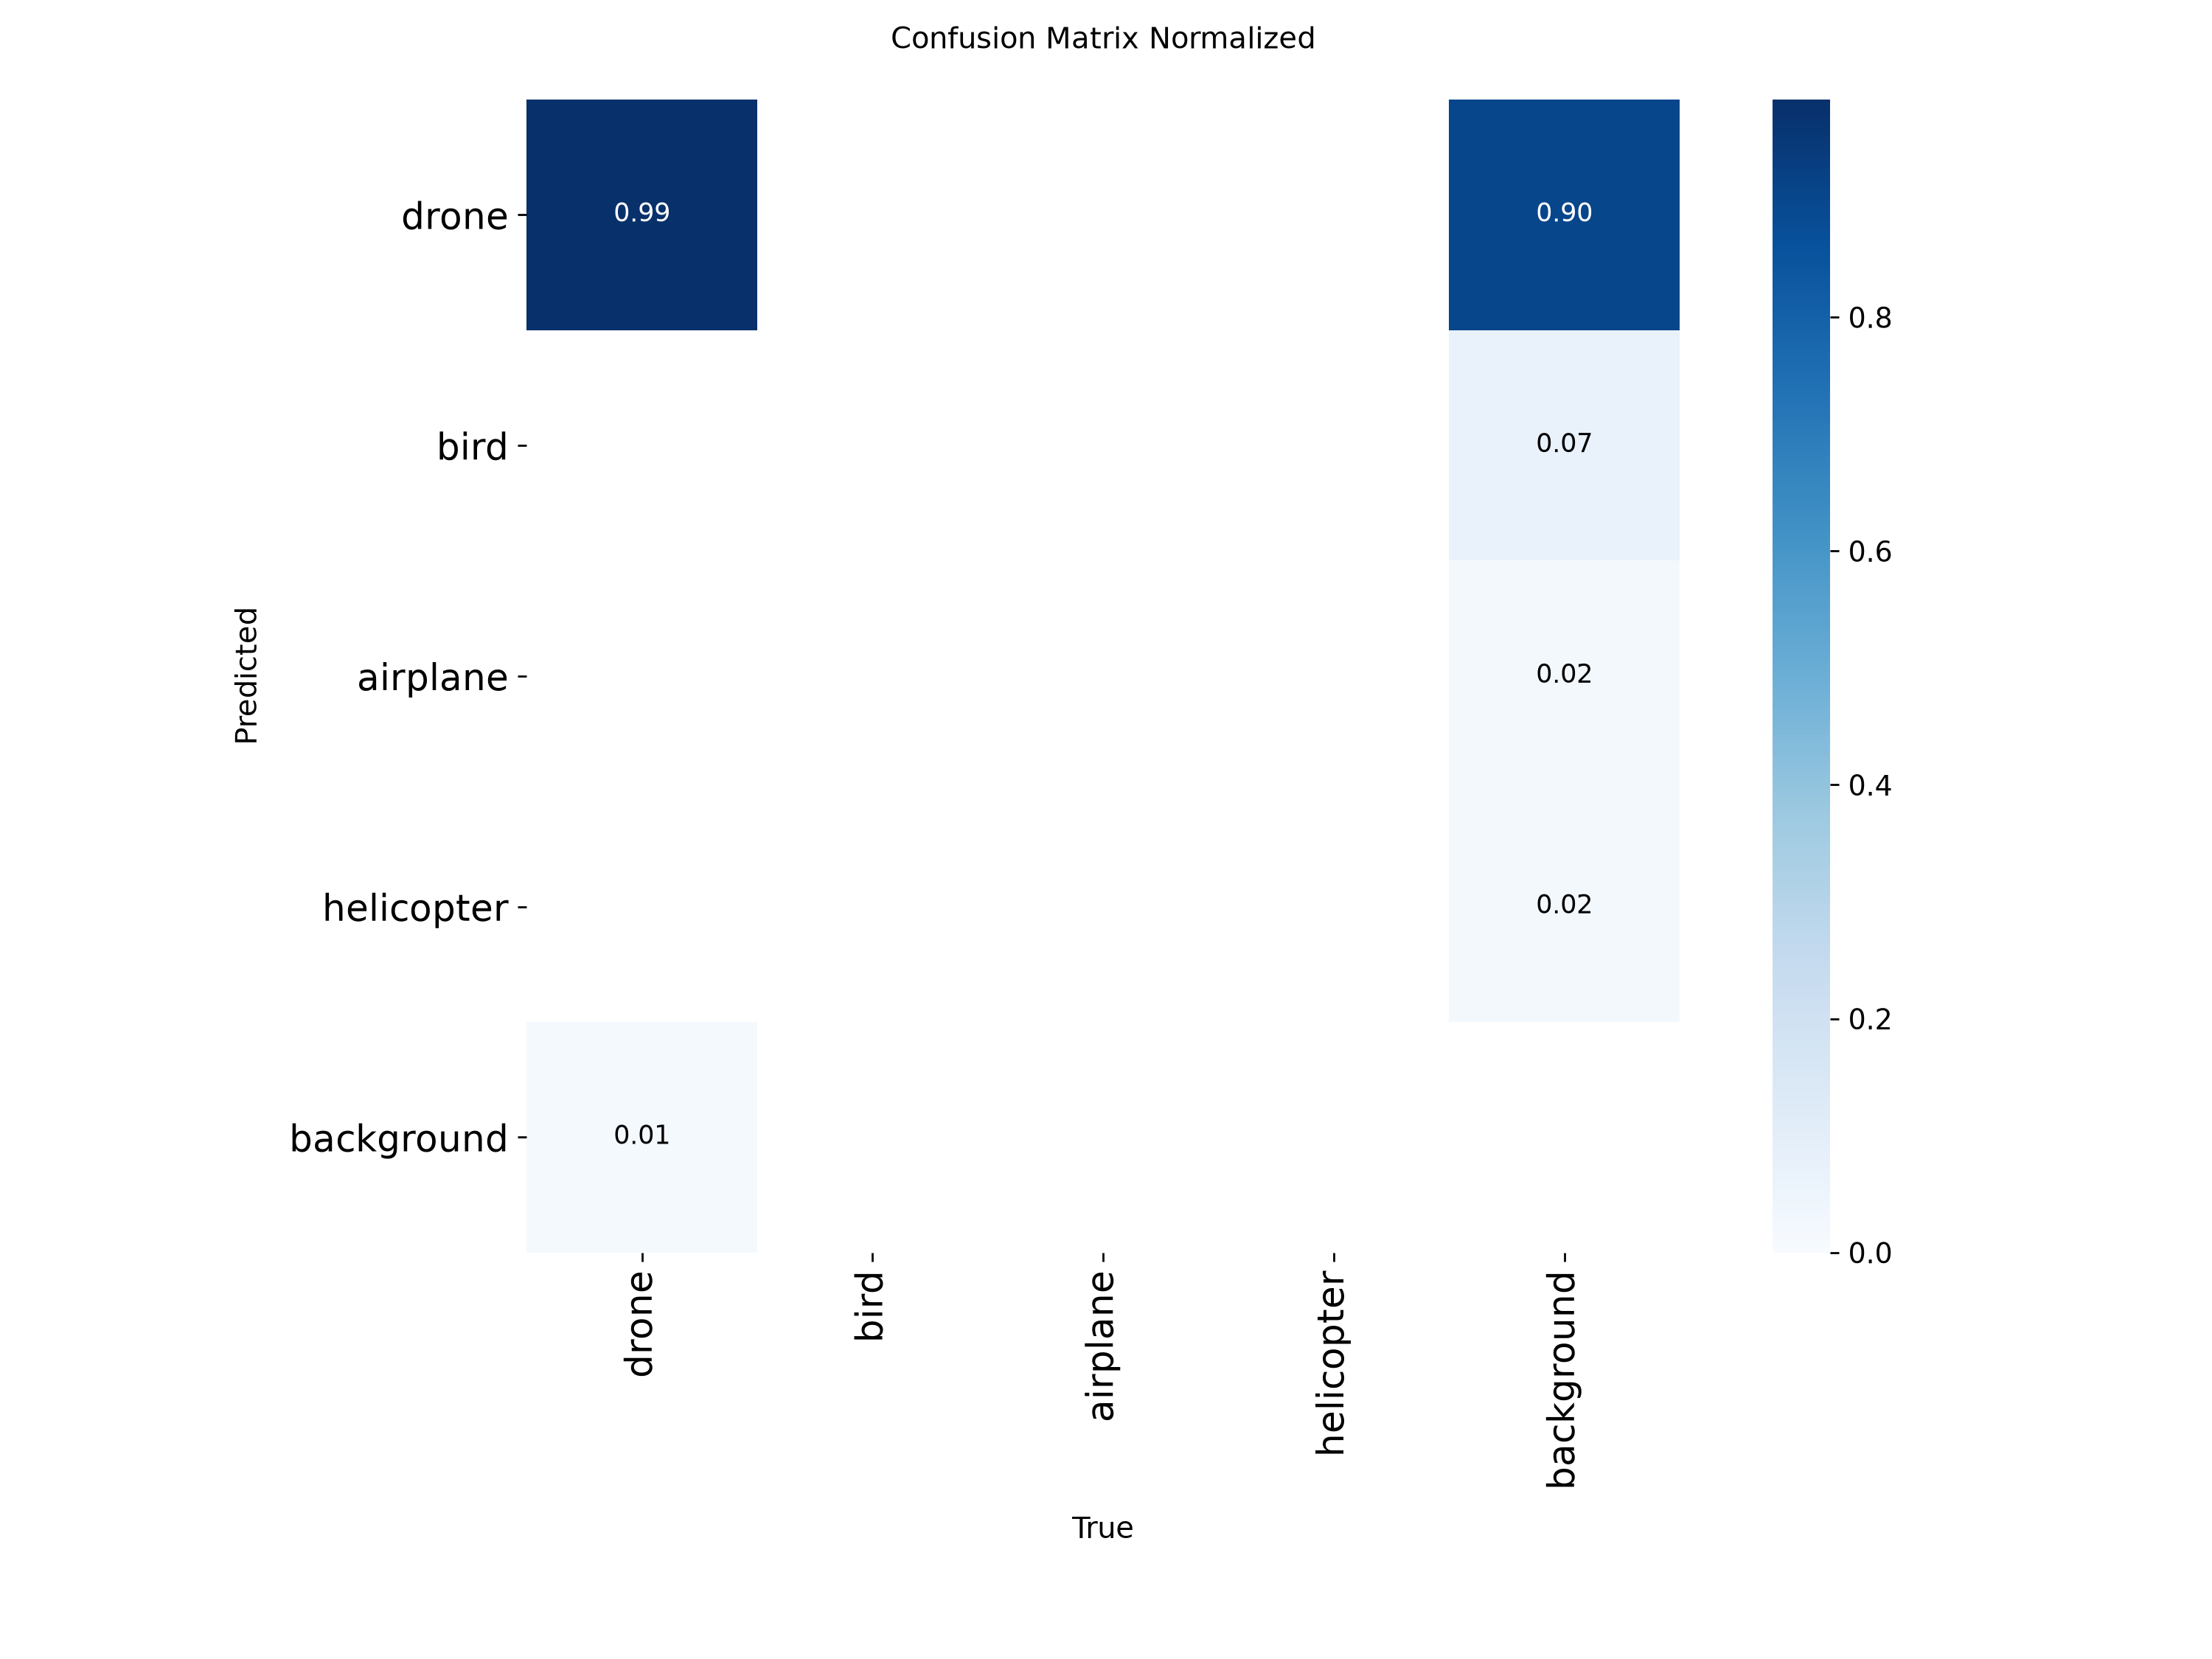 Confusion Matrix Normalized
drone
0.99
0.90
bird
0.07
airplane
0.02
helicopter
0.02
background
0.01
Predicted
drone
bird
airplane
helicopter
background
True
0.8
0.6
0.4
0.2
0.0